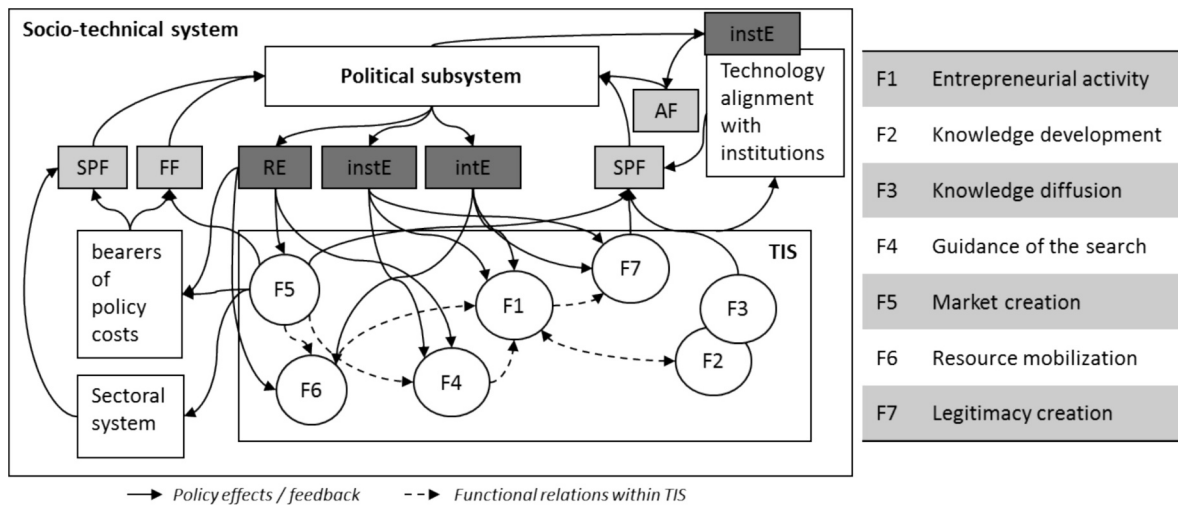 Socio-technical system
instE
Political subsystem
Technology
alignment
with
institutions
AF
SPF
FF
RE
instE
intE
SPF
bearers
of
policy
costs
TIS
F5
F7
F1
F3
F2
F6
F4
Sectoral
system
F1 Entrepreneurial activity
F2 Knowledge development
F3 Knowledge diffusion
F4 Guidance of the search
F5 Market creation
F6 Resource mobilization
F7 Legitimacy creation
Policy effects / feedback
Functional relations within TIS